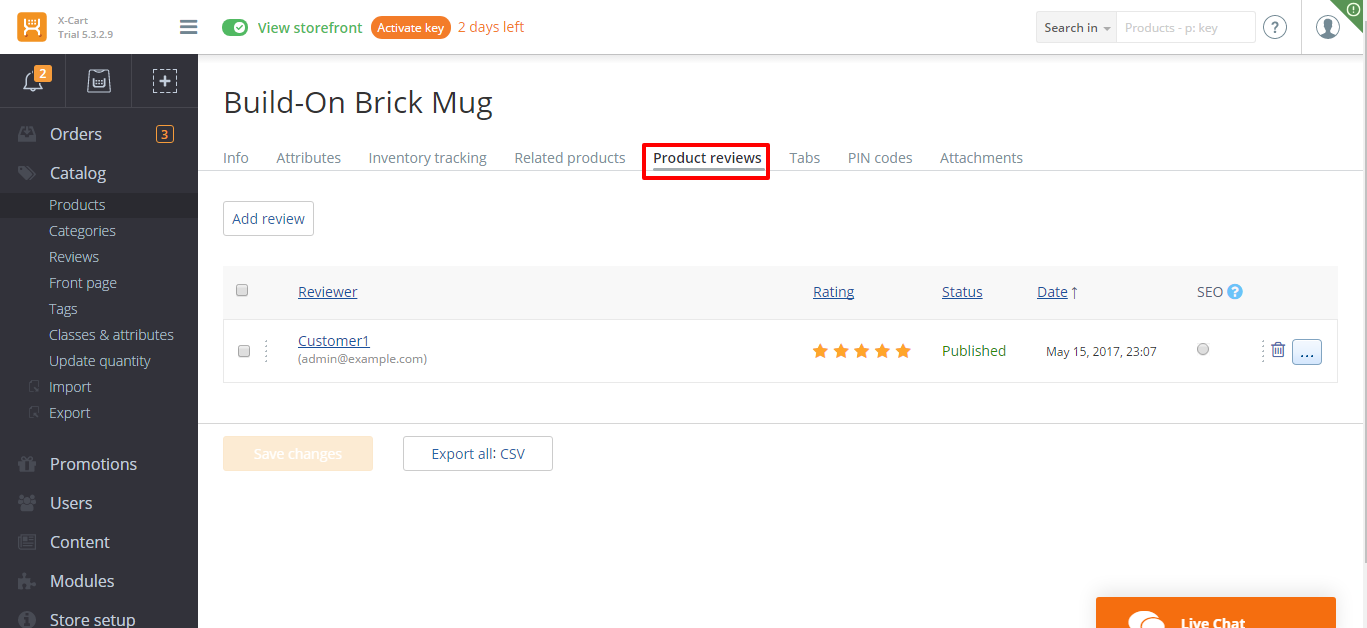 X-Cart
Trial 5.3.2.9
View storefront Activate key 2 days left
Search in Products - p: key ?
2
Orders 3
Catalog
Products
Categories
Reviews
Front page
Tags
Classes & attributes
Update quantity
Import
Export
Promotions
Users
Content
Modules
Store setup
Build-On Brick Mug
Info Attributes Inventory tracking Related products Product reviews Tabs PIN codes Attachments
Add review
Reviewer Rating Status Date ↑ SEO ?
Customer1
(admin@example.com)
Published May 15, 2017, 23:07 ...
Save changes Export all: CSV
Live Chat